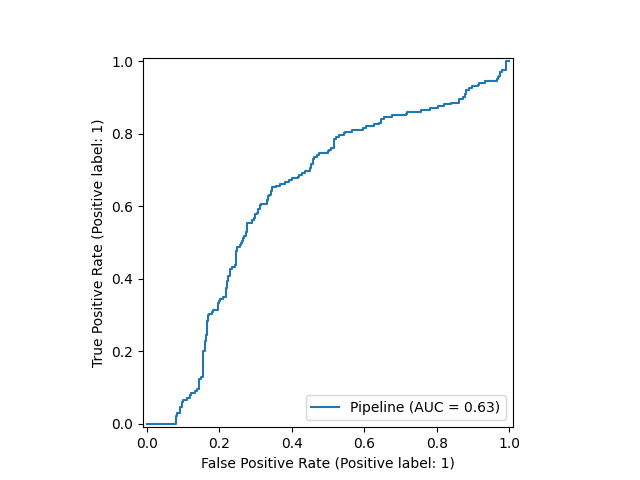 1.0
0.8
0.6
0.4
0.2
0.0
True Positive Rate (Positive label: 1)
Pipeline (AUC = 0.63)
0.0 0.2 0.4 0.6 0.8 1.0
False Positive Rate (Positive label: 1)